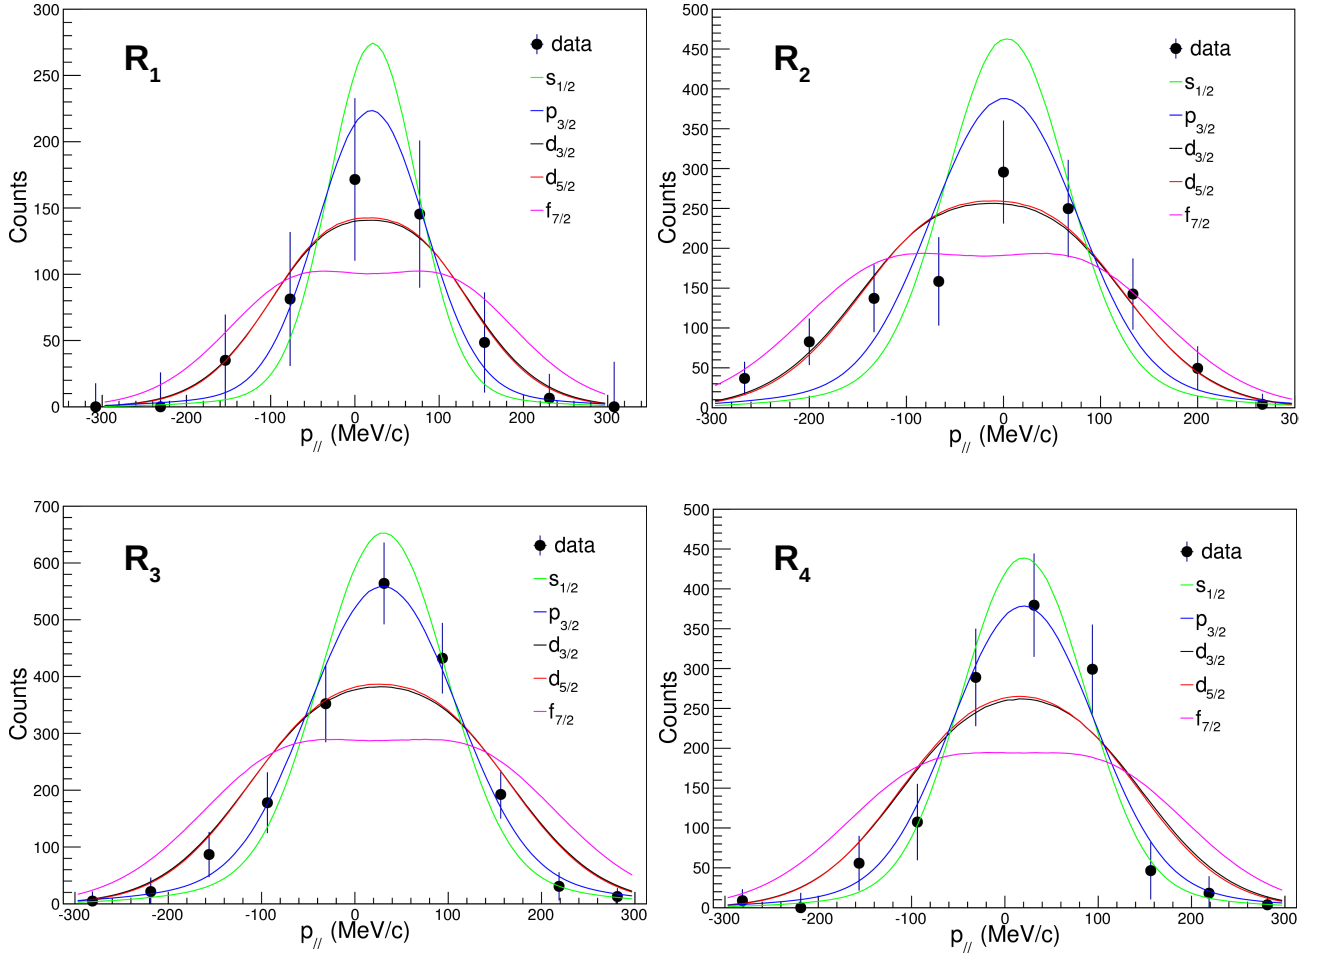 R1
data
s1/2
p3/2
d3/2
d5/2
f7/2
300
250
200
150
100
50
0
Counts
-300 -200 -100 0 100 200 300
p// (MeV/c)
R2
data
s1/2
p3/2
d3/2
d5/2
f7/2
500
450
400
350
300
250
200
150
100
50
0
Counts
-300 -200 -100 0 100 200 30
p// (MeV/c)
R3
data
s1/2
p3/2
d3/2
d5/2
f7/2
700
600
500
400
300
200
100
0
Counts
-300 -200 -100 0 100 200 300
p// (MeV/c)
R4
data
s1/2
p3/2
d3/2
d5/2
f7/2
500
450
400
350
300
250
200
150
100
50
0
Counts
-300 -200 -100 0 100 200 300
p// (MeV/c)